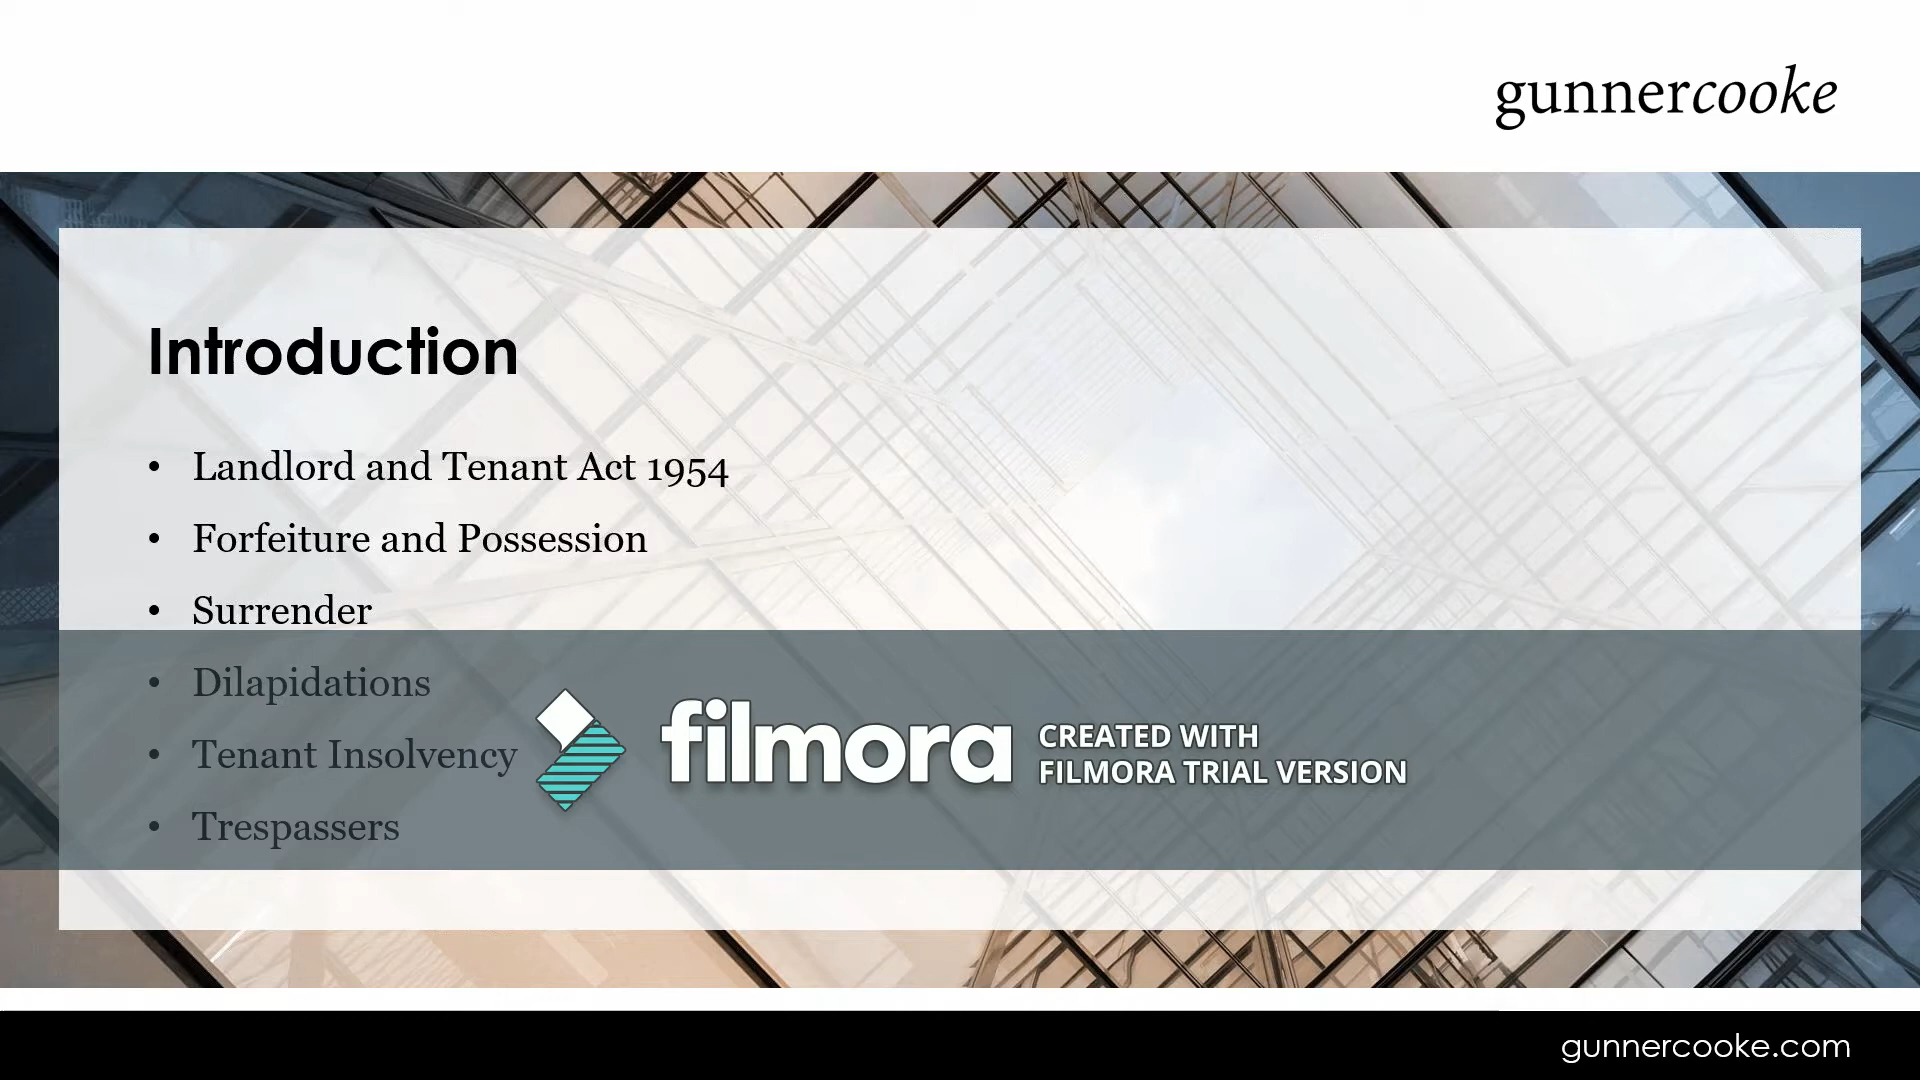 gunnercooke
Introduction
• Landlord and Tenant Act 1954
• Forfeiture and Possession
• Surrender
• Dilapidations
• Tenant Insolvency
• Trespassers
filmora
CREATED WITH
FILMORA TRIAL VERSION
gunnercooke.com